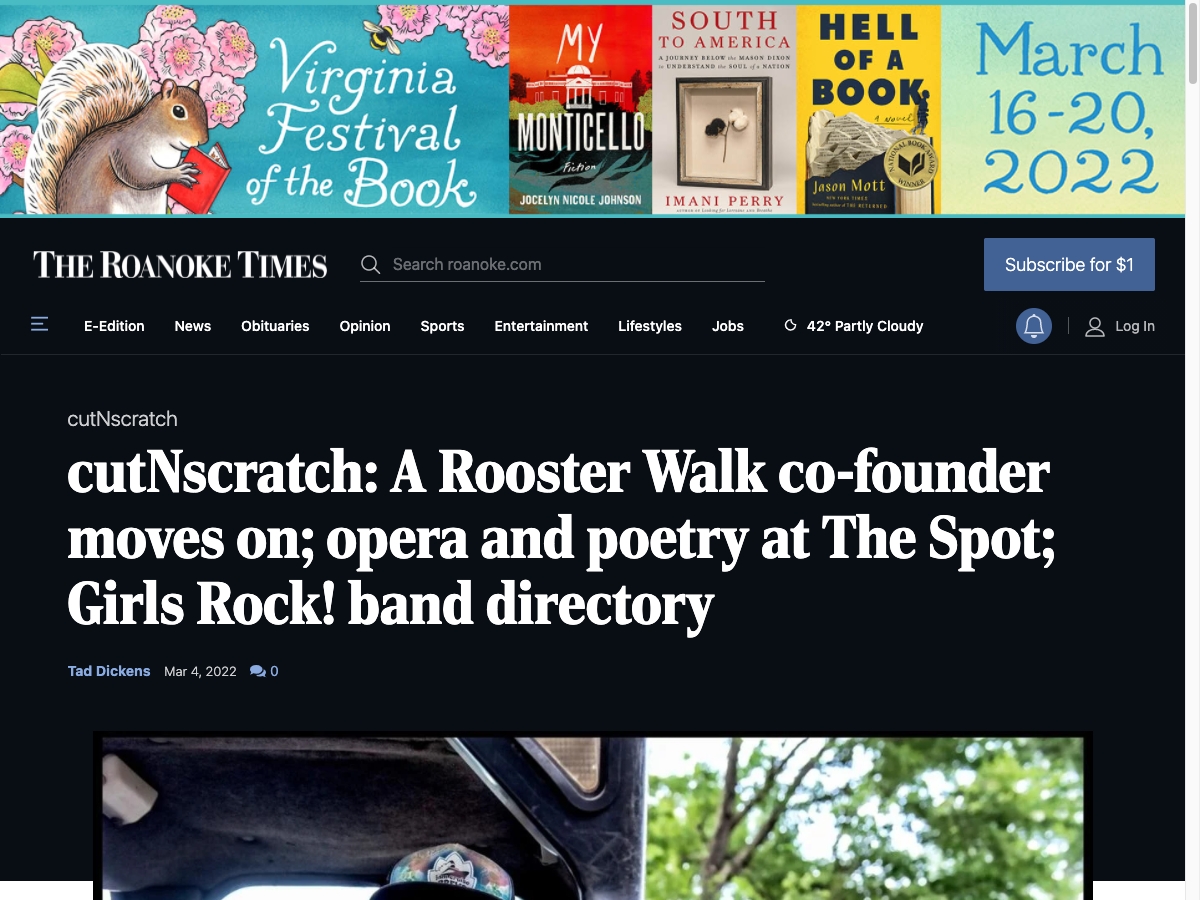 Virginia
Festival
of the Book
MY
MONTICELLO
Fiction
JOCELYN NICOLE JOHNSON
SOUTH
TO AMERICA
A JOURNEY BELOW the MASON DIXON
to UNDERSTAND the SOUL of a NATION
IMANI PERRY
HELL
OF A
BOOK
a Novel
NATIONAL BOOK AWARD
WINNER
Jason Mott
March
16-20,
2022
THE ROANOKE TIMES
Search roanoke.com
Subscribe for $1
E-Edition News Obituaries Opinion Sports Entertainment Lifestyles Jobs 42° Partly Cloudy Log In
cutNscratch
cutNscratch: A Rooster Walk co-founder
moves on; opera and poetry at The Spot;
Girls Rock! band directory
Tad Dickens Mar 4, 2022 0